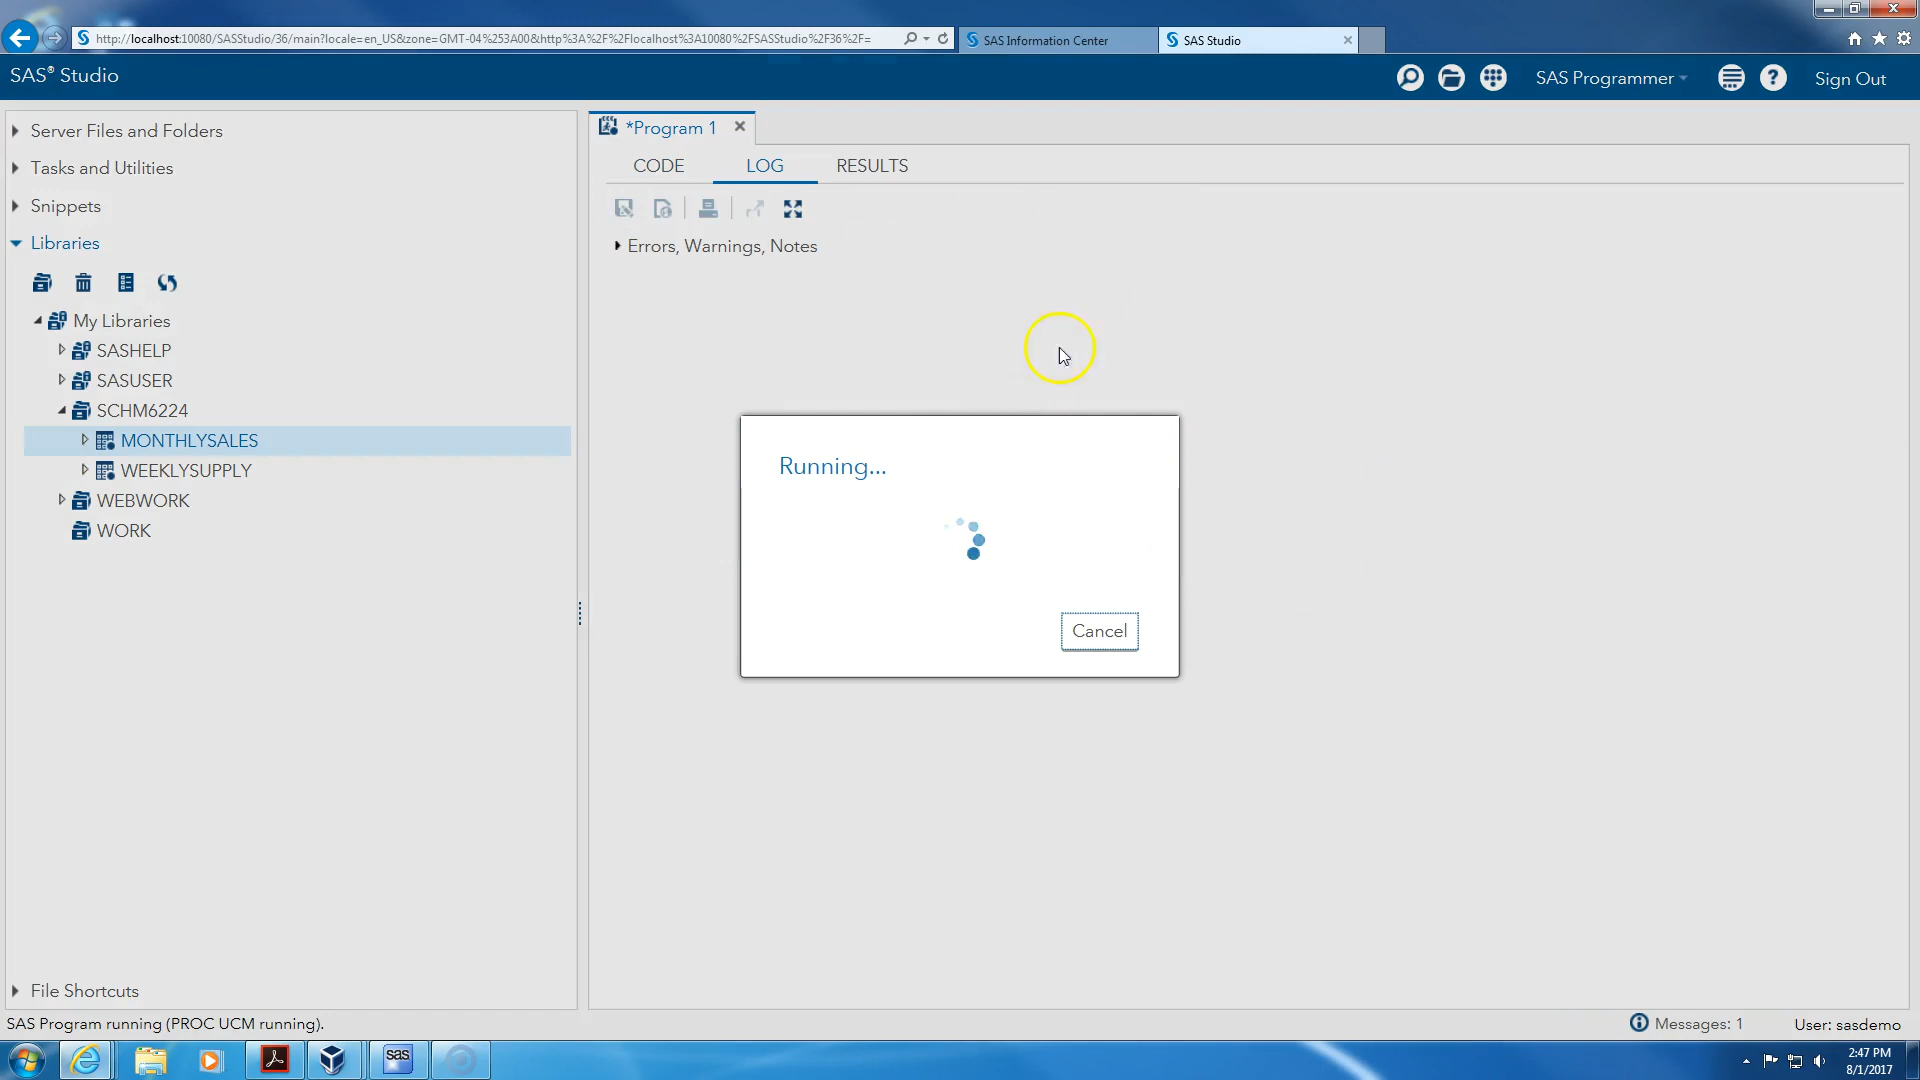 http://localhost:10080/SASStudio/36/main?locale=en_US&zone=GMT-04%253A00&http%3A%2F%2Flocalhost%3A10080%2FSASStudio%2F36%2F=
SAS Information Center
SAS Studio
SAS® Studio
SAS Programmer
Sign Out
Server Files and Folders
Tasks and Utilities
Snippets
Libraries
My Libraries
SASHELP
SASUSER
SCHM6224
MONTHLYSALES
WEEKLYSUPPLY
WEBWORK
WORK
File Shortcuts
*Program 1
CODE
LOG
RESULTS
Errors, Warnings, Notes
Running...
Cancel
SAS Program running (PROC UCM running).
Messages: 1
User: sasdemo
sas
2:47 PM
8/1/2017